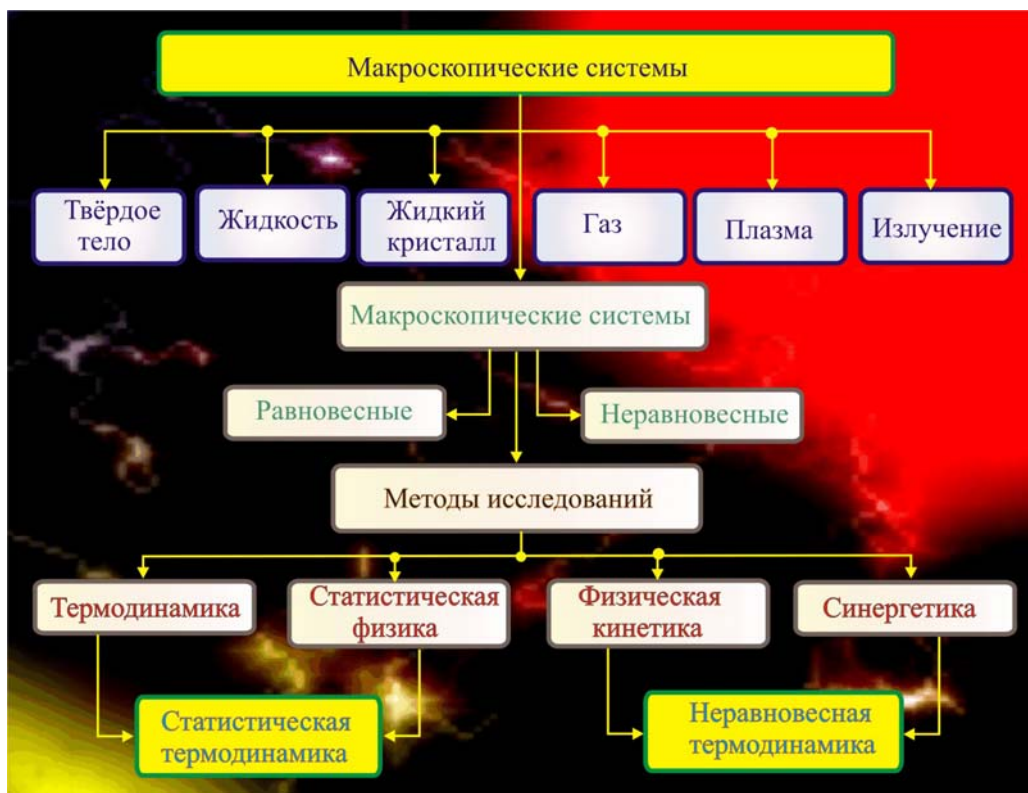 Макроскопические системы
Твёрдое
тело
Жидкость
Жидкий
кристалл
Газ
Плазма
Излучение
Макроскопические системы
Равновесные
Неравновесные
Методы исследований
Термодинамика
Статистическая
физика
Физическая
кинетика
Синергетика
Статистическая
термодинамика
Неравновесная
термодинамика